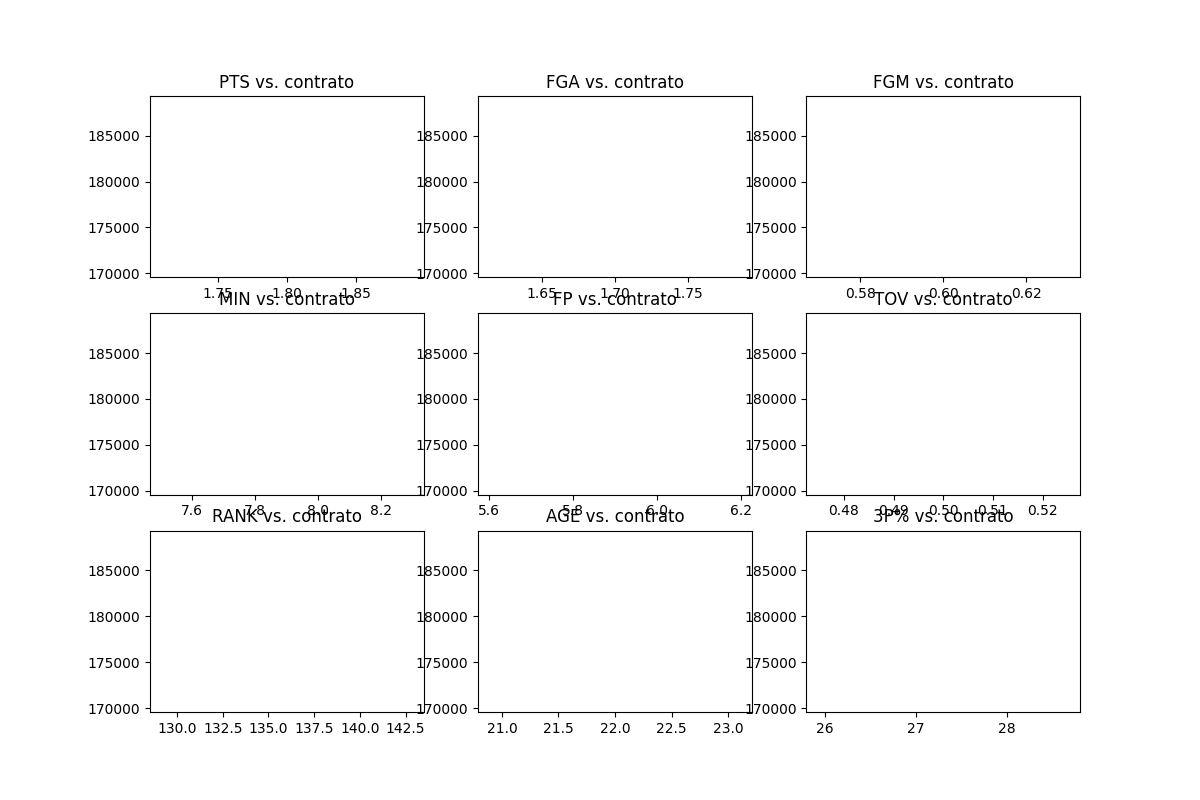 PTS vs. contrato
FGA vs. contrato
FGM vs. contrato
185000
180000
175000
170000
185000
180000
175000
170000
185000
180000
175000
170000
1.75 1.80 1.85
1.65 1.70 1.75
0.58 0.60 0.62
MIN vs. contrato
FP vs. contrato
TOV vs. contrato
185000
180000
175000
170000
185000
180000
175000
170000
185000
180000
175000
170000
7.6 7.8 8.0 8.2
5.6 5.8 6.0 6.2
0.48 0.49 0.50 0.51 0.52
RANK vs. contrato
AGE vs. contrato
3P% vs. contrato
185000
180000
175000
170000
185000
180000
175000
170000
185000
180000
175000
170000
130.0 132.5 135.0 137.5 140.0 142.5
21.0 21.5 22.0 22.5 23.0
26 27 28